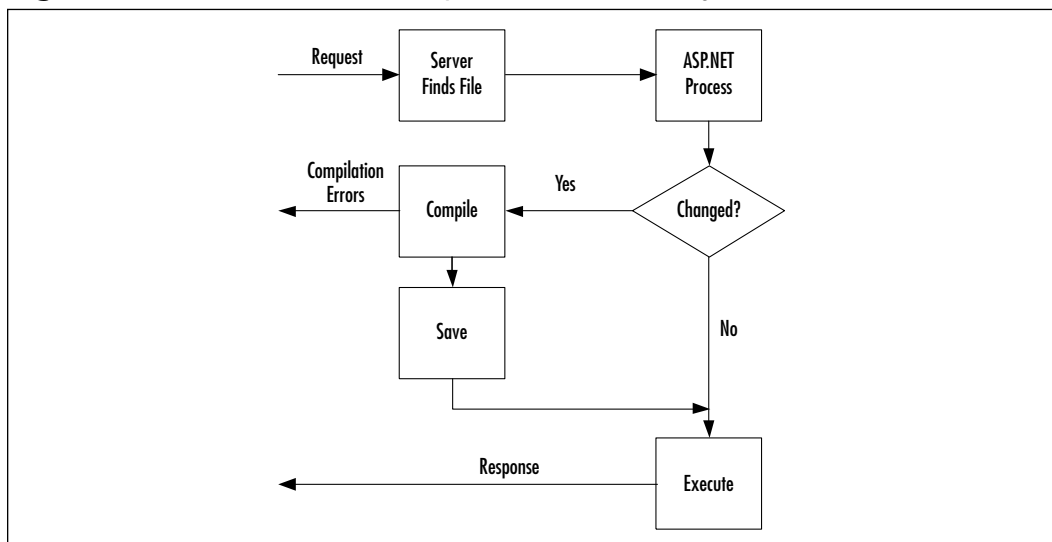 Request
Server
Finds File
ASP.NET
Process
Compilation
Errors
Compile
Yes
Changed?
Save
No
Response
Execute